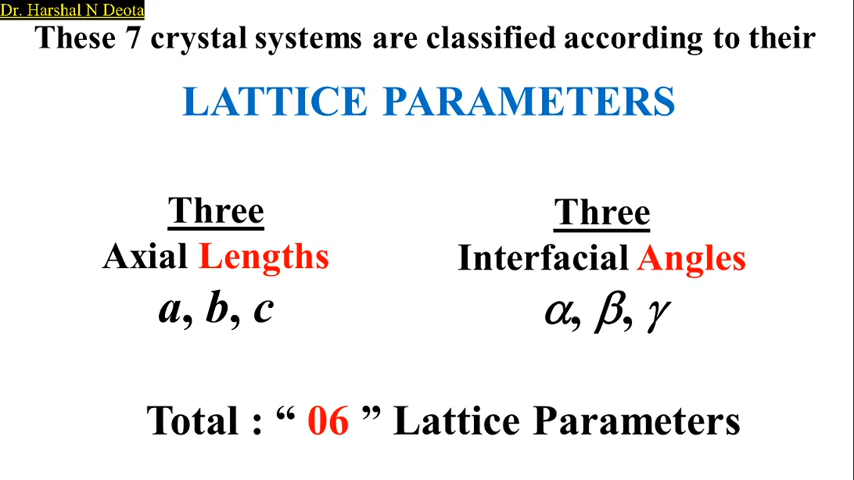 Dr. Harshal N Deota
These 7 crystal systems are classified according to their
LATTICE PARAMETERS
Three
Axial Lengths
a, b, c
Three
Interfacial Angles
α, β, γ
Total : “ 06 ” Lattice Parameters